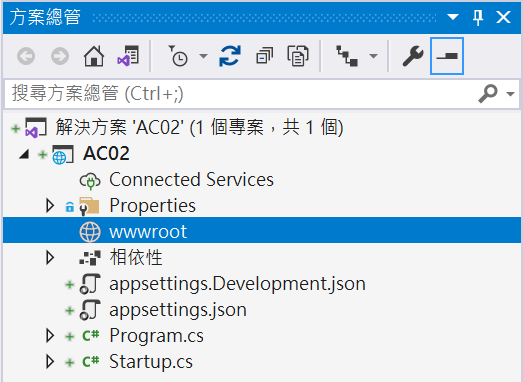 方案總管
搜尋方案總管 (Ctrl+;)
解決方案 'AC02' (1 個專案，共 1 個)
AC02
Connected Services
Properties
wwwroot
相依性
appsettings.Development.json
appsettings.json
C# Program.cs
C# Startup.cs